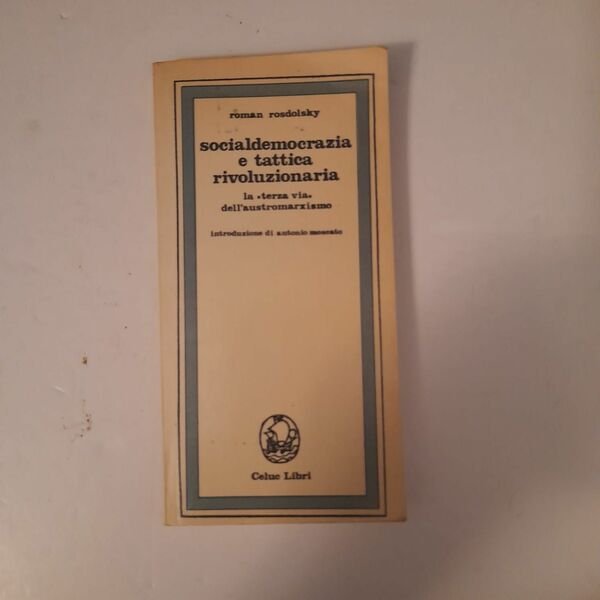 roman rosdolsky
socialdemocrazia
e tattica
rivoluzionaria
la «terza via»
dell'austromarxismo
introduzione di antonio moscato
Celuc Libri